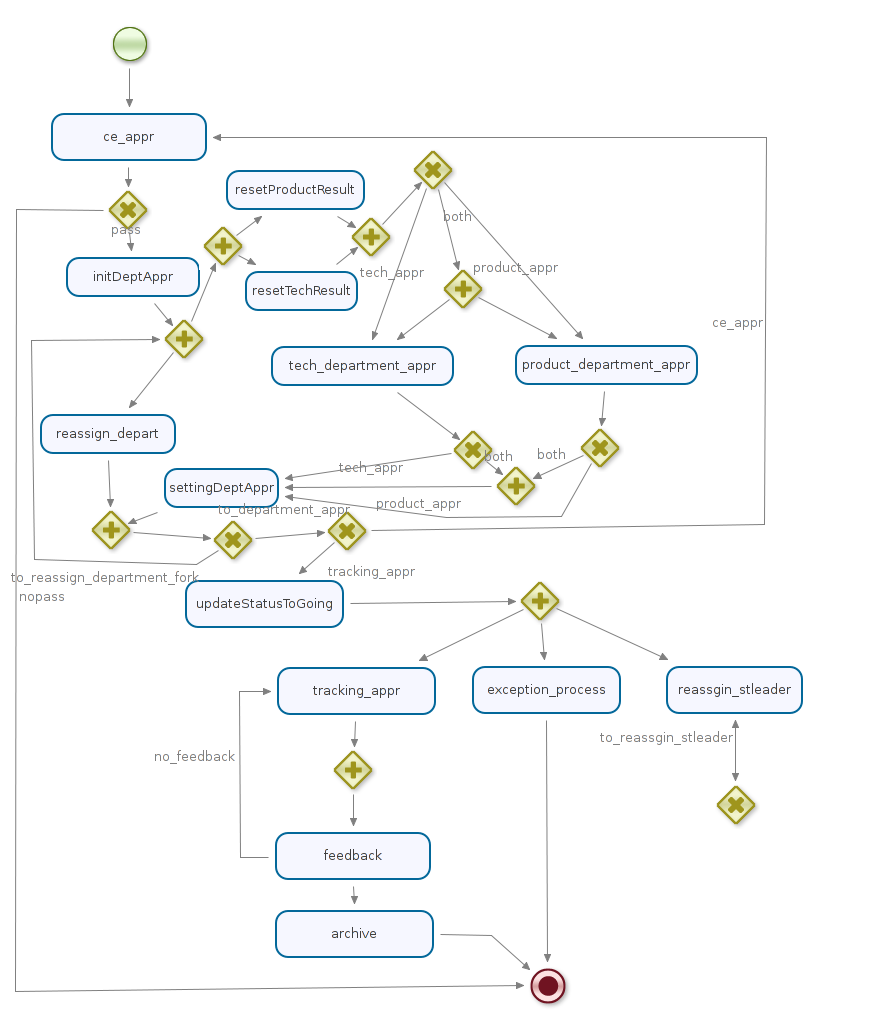 ce_appr
resetProductResult
pass
both
initDeptAppr
tech_appr
product_appr
resetTechResult
ce_appr
tech_department_appr
product_department_appr
reassign_depart
both
both
tech_appr
settingDeptAppr
product_appr
to_department_appr
tracking_appr
to_reassign_department_fork
nopass
updateStatusToGoing
tracking_appr
exception_process
reassgin_stleader
to_reassgin_stleader
no_feedback
feedback
archive